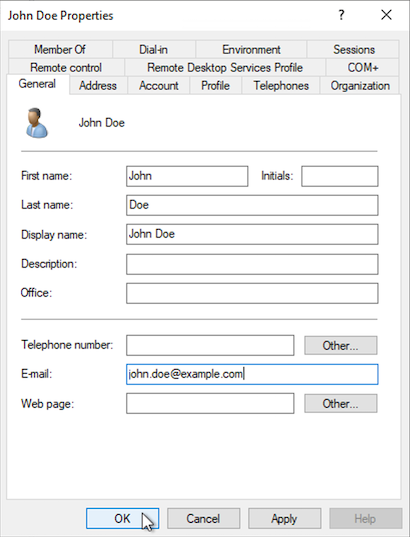 John Doe Properties ? ×
Member Of Dial-in Environment Sessions
Remote control Remote Desktop Services Profile COM+
General Address Account Profile Telephones Organization
John Doe
First name: John Initials:
Last name: Doe
Display name: John Doe
Description:
Office:
Telephone number: Other...
E-mail: john.doe@example.com
Web page: Other...
OK Cancel Apply Help